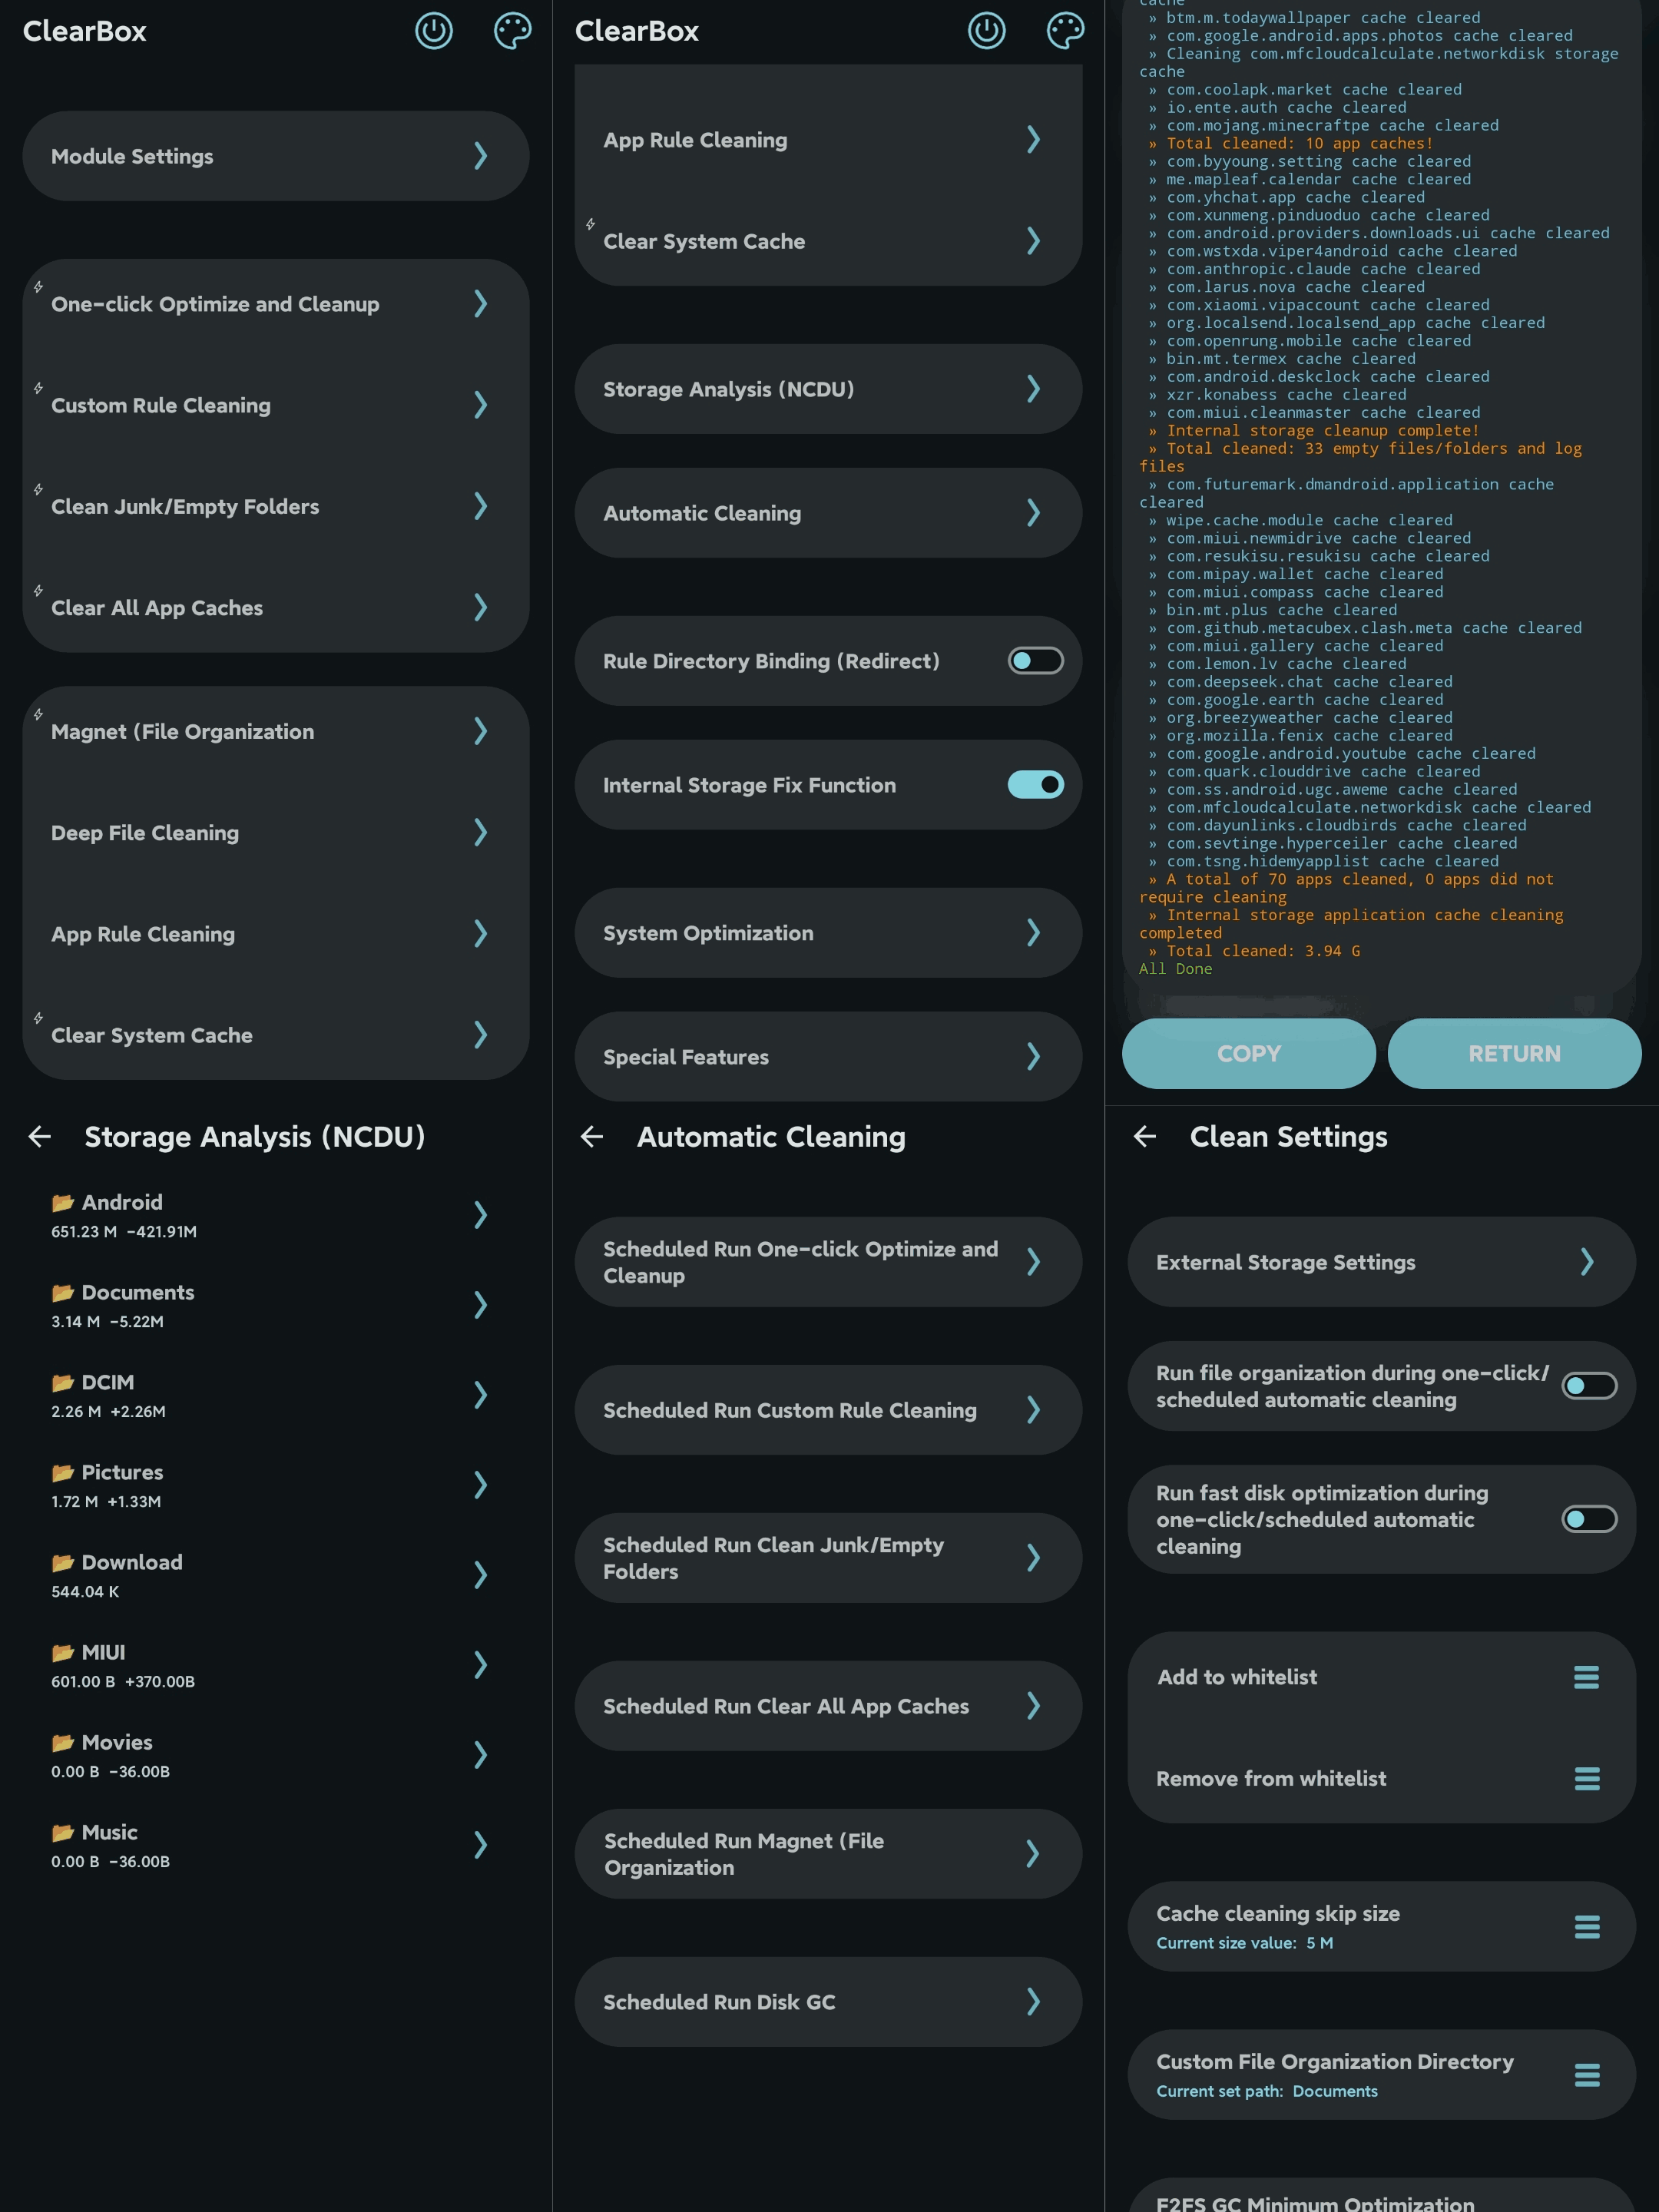 ClearBox
Module Settings
One-click Optimize and Cleanup
Custom Rule Cleaning
Clean Junk/Empty Folders
Clear All App Caches
Magnet (File Organization
Deep File Cleaning
App Rule Cleaning
Clear System Cache
ClearBox
App Rule Cleaning
Clear System Cache
Storage Analysis (NCDU)
Automatic Cleaning
Rule Directory Binding (Redirect)
Internal Storage Fix Function
System Optimization
Special Features
cache
» btm.m.todaywallpaper cache cleared
» com.google.android.apps.photos cache cleared
» Cleaning com.mfcloudcalculate.networkdisk storage
cache
» com.coolapk.market cache cleared
» io.ente.auth cache cleared
» com.mojang.minecraftpe cache cleared
» Total cleaned: 10 app caches!
» com.byyoung.setting cache cleared
» me.mapleaf.calendar cache cleared
» com.yhchat.app cache cleared
» com.xunmeng.pinduoduo cache cleared
» com.android.providers.downloads.ui cache cleared
» com.wstxda.viper4android cache cleared
» com.anthropic.claude cache cleared
» com.larus.nova cache cleared
» com.xiaomi.vipaccount cache cleared
» org.localsend.localsend_app cache cleared
» com.openrung.mobile cache cleared
» bin.mt.termex cache cleared
» com.android.deskclock cache cleared
» xzr.konabess cache cleared
» com.miui.cleanmaster cache cleared
» Internal storage cleanup complete!
» Total cleaned: 33 empty files/folders and log
files
» com.futuremark.dmandroid.application cache
cleared
» wipe.cache.module cache cleared
» com.miui.newmidrive cache cleared
» com.resukisu.resukisu cache cleared
» com.mipay.wallet cache cleared
» com.miui.compass cache cleared
» bin.mt.plus cache cleared
» com.github.metacubex.clash.meta cache cleared
» com.miui.gallery cache cleared
» com.lemon.lv cache cleared
» com.deepseek.chat cache cleared
» com.google.earth cache cleared
» org.breezyweather cache cleared
» org.mozilla.fenix cache cleared
» com.google.android.youtube cache cleared
» com.quark.clouddrive cache cleared
» com.ss.android.ugc.aweme cache cleared
» com.mfcloudcalculate.networkdisk cache cleared
» com.dayunlinks.cloudbirds cache cleared
» com.sevtinge.hyperceiler cache cleared
» com.tsng.hidemyapplist cache cleared
» A total of 70 apps cleaned, 0 apps did not
require cleaning
» Internal storage application cache cleaning
completed
» Total cleaned: 3.94 G
All Done
COPY
RETURN
Storage Analysis (NCDU)
Android
651.23 M -421.91M
Documents
3.14 M -5.22M
DCIM
2.26 M +2.26M
Pictures
1.72 M +1.33M
Download
544.04 K
MIUI
601.00 B +370.00B
Movies
0.00 B -36.00B
Music
0.00 B -36.00B
Automatic Cleaning
Scheduled Run One-click Optimize and
Cleanup
Scheduled Run Custom Rule Cleaning
Scheduled Run Clean Junk/Empty
Folders
Scheduled Run Clear All App Caches
Scheduled Run Magnet (File
Organization
Scheduled Run Disk GC
Clean Settings
External Storage Settings
Run file organization during one-click/
scheduled automatic cleaning
Run fast disk optimization during
one-click/scheduled automatic
cleaning
Add to whitelist
Remove from whitelist
Cache cleaning skip size
Current size value: 5 M
Custom File Organization Directory
Current set path: Documents
F2FS GC Minimum Optimization